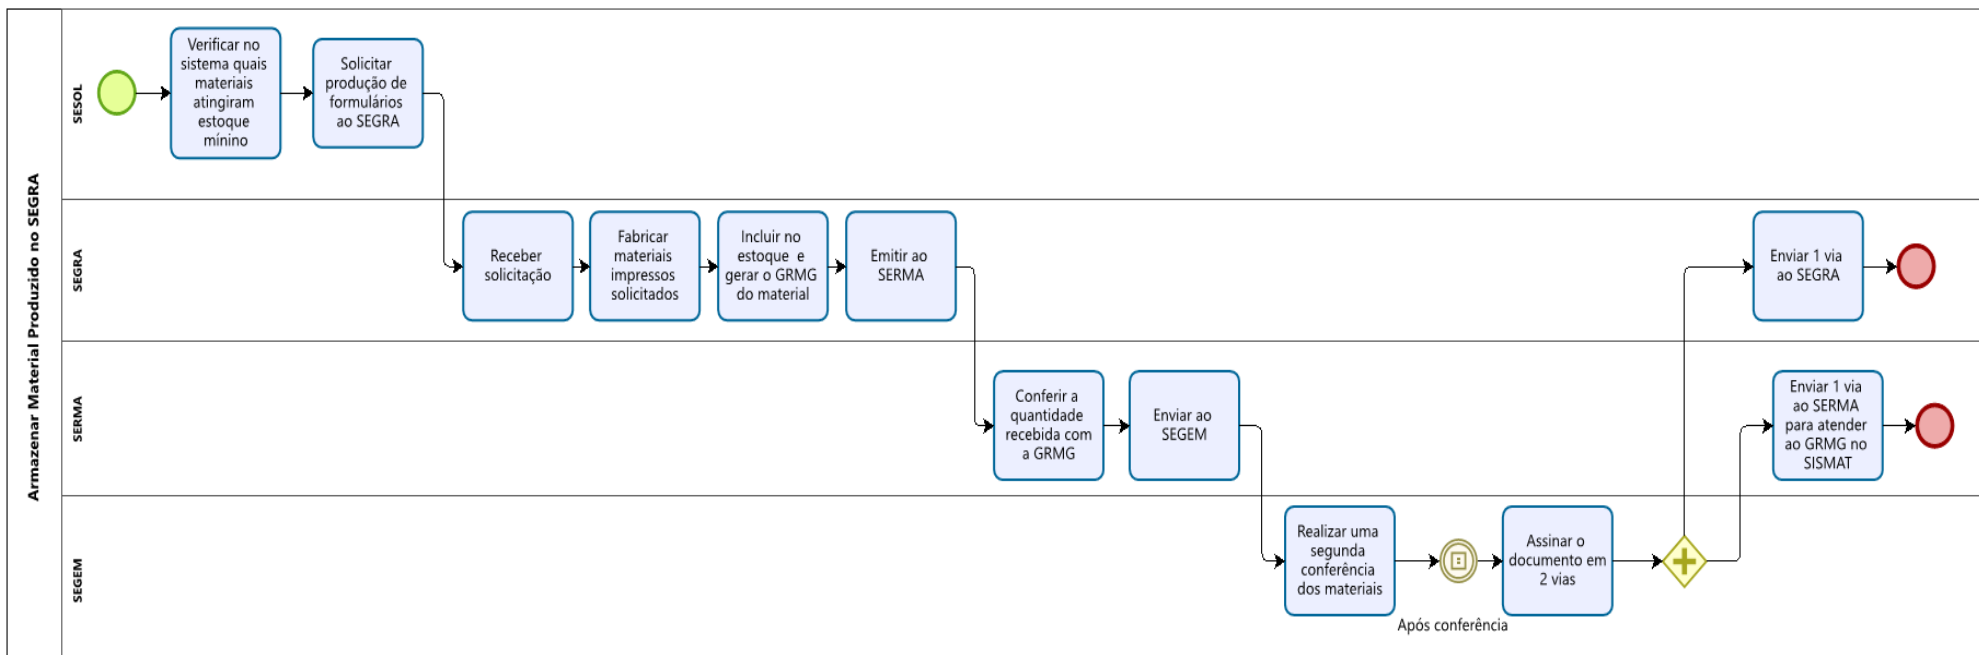 Armazenar Material Produzido no SEGRA
SESOL
Verificar no
sistema quais
materiais
atingiram
estoque
mínino
Solicitar
produção de
formulários
ao SEGRA
SEGRA
Receber
solicitação
Fabricar
materiais
impressos
solicitados
Incluir no
estoque e
gerar o GRMG
do material
Emitir ao
SERMA
Enviar 1 via
ao SEGRA
SERMA
Conferir a
quantidade
recebida com
a GRMG
Enviar ao
SEGEM
Enviar 1 via
ao SERMA
para atender
ao GRMG no
SISMAT
SEGEM
Realizar uma
segunda
conferência
dos materiais
Após conferência
Assinar o
documento em
2 vias